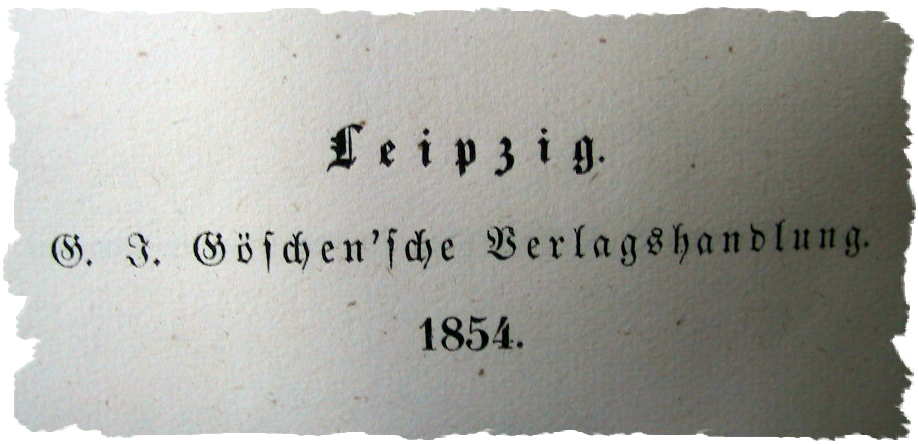 Leipzig.
G. J. Göſchen'ſche Verlagshandlung.
1854.